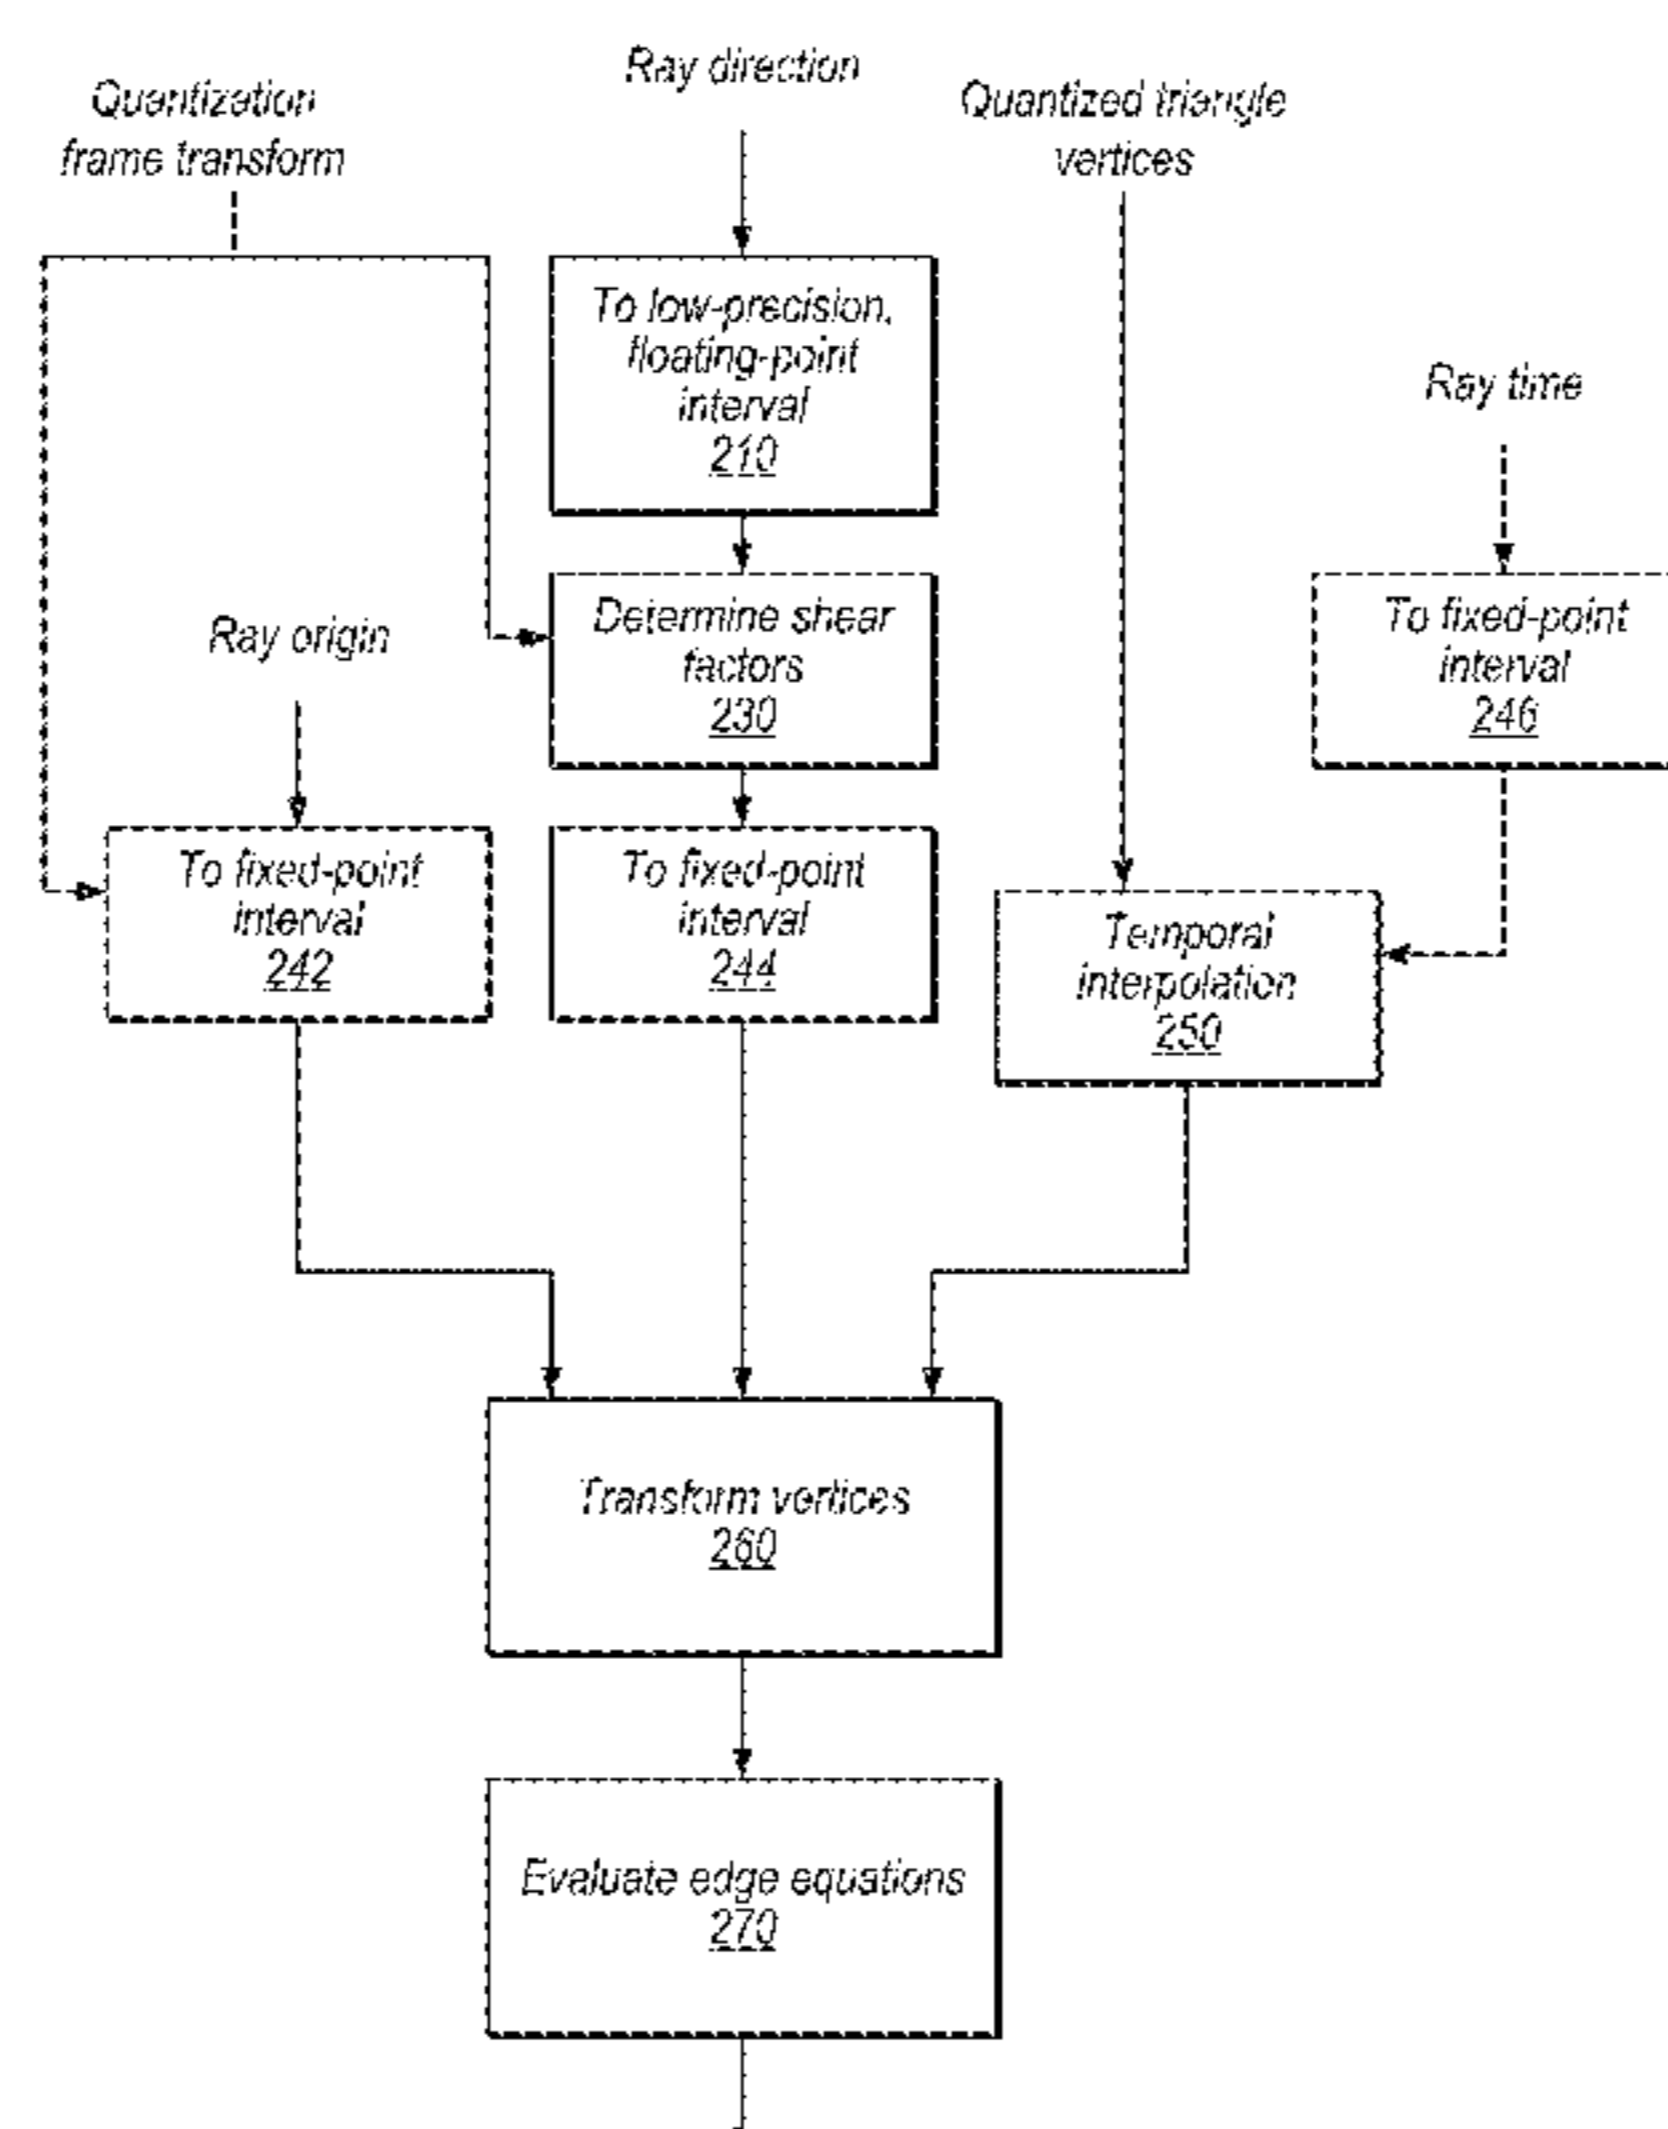 Ray direction
Quantization
frame transform
Quantized triangle
vertices
To low-precision,
floating-point
interval
210
Ray time
Ray origin
Determine shear
factors
230
To fixed-point
interval
246
To fixed-point
interval
242
To fixed-point
interval
244
Temporal
interpolation
250
Transform vertices
260
Evaluate edge equations
270